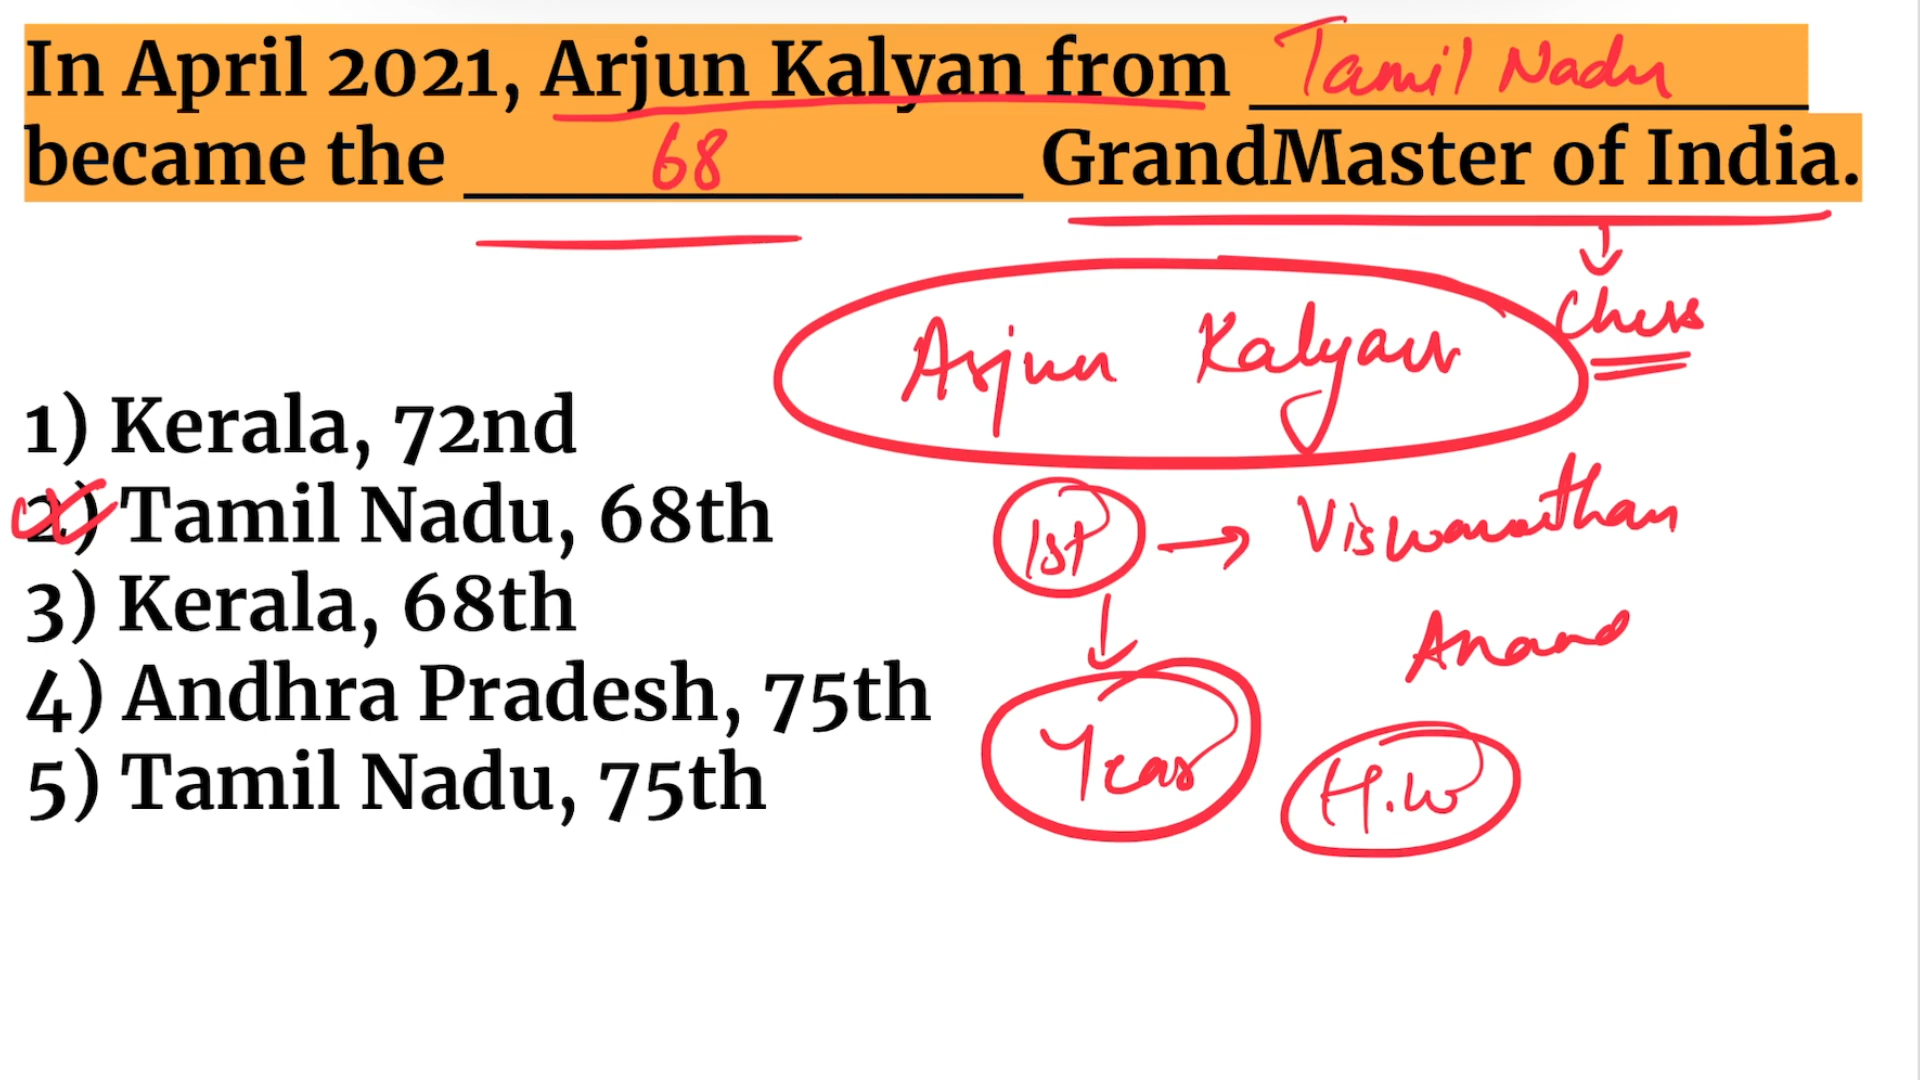 In April 2021, Arjun Kalyan from Tamil Nadu
became the 68 GrandMaster of India.
Chess
Arjun Kalyan
1) Kerala, 72nd
2) Tamil Nadu, 68th
3) Kerala, 68th
4) Andhra Pradesh, 75th
5) Tamil Nadu, 75th
1st → Viswanathan
Anand
Year
H.W